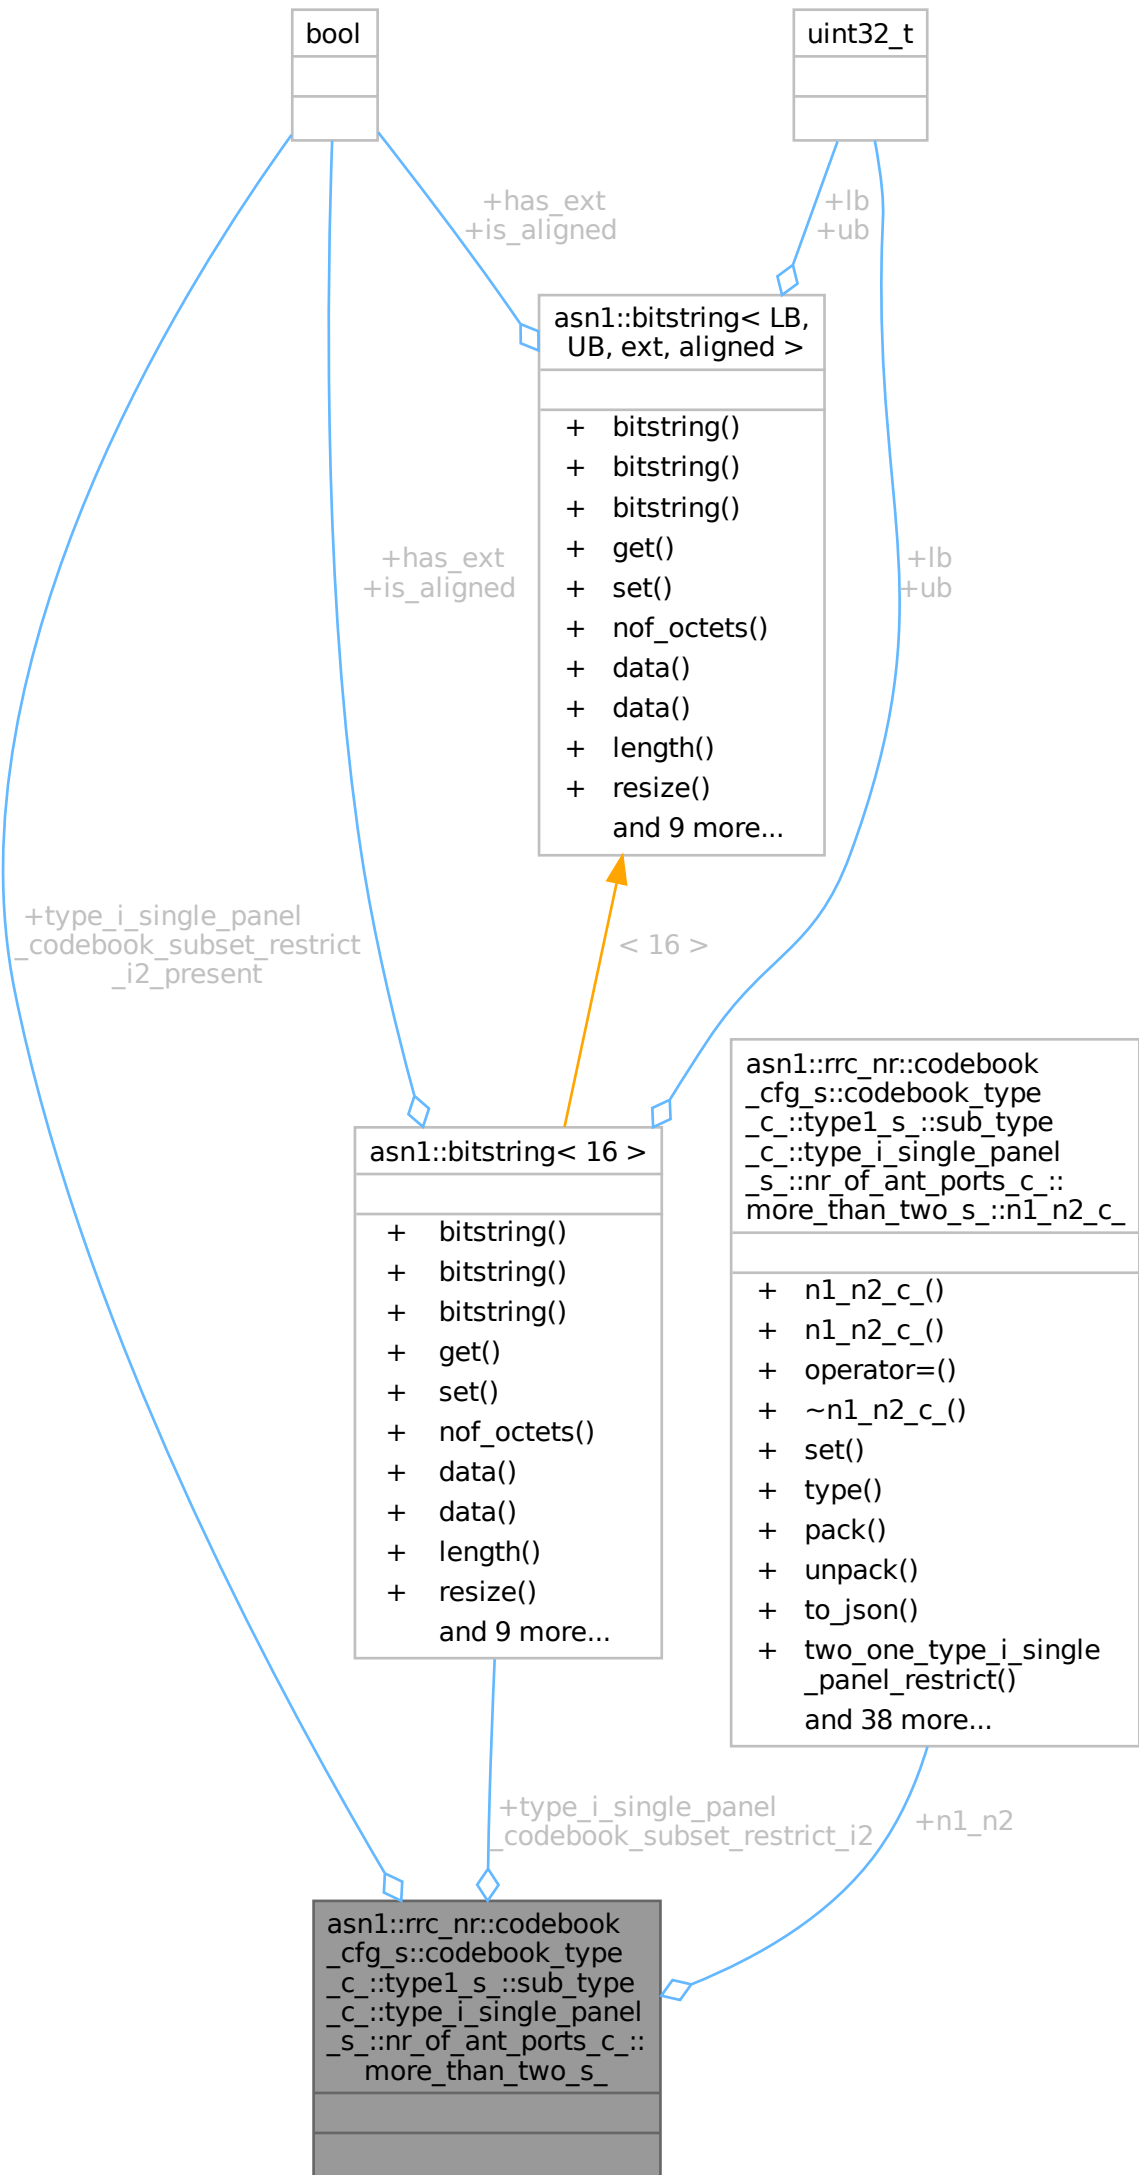 bool
uint32_t
+has_ext
+is_aligned
+lb
+ub
asn1::bitstring< LB,
UB, ext, aligned >
+ bitstring()
+ bitstring()
+ bitstring()
+ get()
+ set()
+ nof_octets()
+ data()
+ data()
+ length()
+ resize()
and 9 more...
+has_ext
+is_aligned
+lb
+ub
+type_i_single_panel
_codebook_subset_restrict
_i2_present
< 16 >
asn1::bitstring< 16 >
+ bitstring()
+ bitstring()
+ bitstring()
+ get()
+ set()
+ nof_octets()
+ data()
+ data()
+ length()
+ resize()
and 9 more...
asn1::rrc_nr::codebook
_cfg_s::codebook_type
_c_::type1_s_::sub_type
_c_::type_i_single_panel
_s_::nr_of_ant_ports_c_::
more_than_two_s_::n1_n2_c_
+ n1_n2_c_()
+ n1_n2_c_()
+ operator=()
+ ~n1_n2_c_()
+ set()
+ type()
+ pack()
+ unpack()
+ to_json()
+ two_one_type_i_single
_panel_restrict()
and 38 more...
+type_i_single_panel
_codebook_subset_restrict_i2
+n1_n2
asn1::rrc_nr::codebook
_cfg_s::codebook_type
_c_::type1_s_::sub_type
_c_::type_i_single_panel
_s_::nr_of_ant_ports_c_::
more_than_two_s_